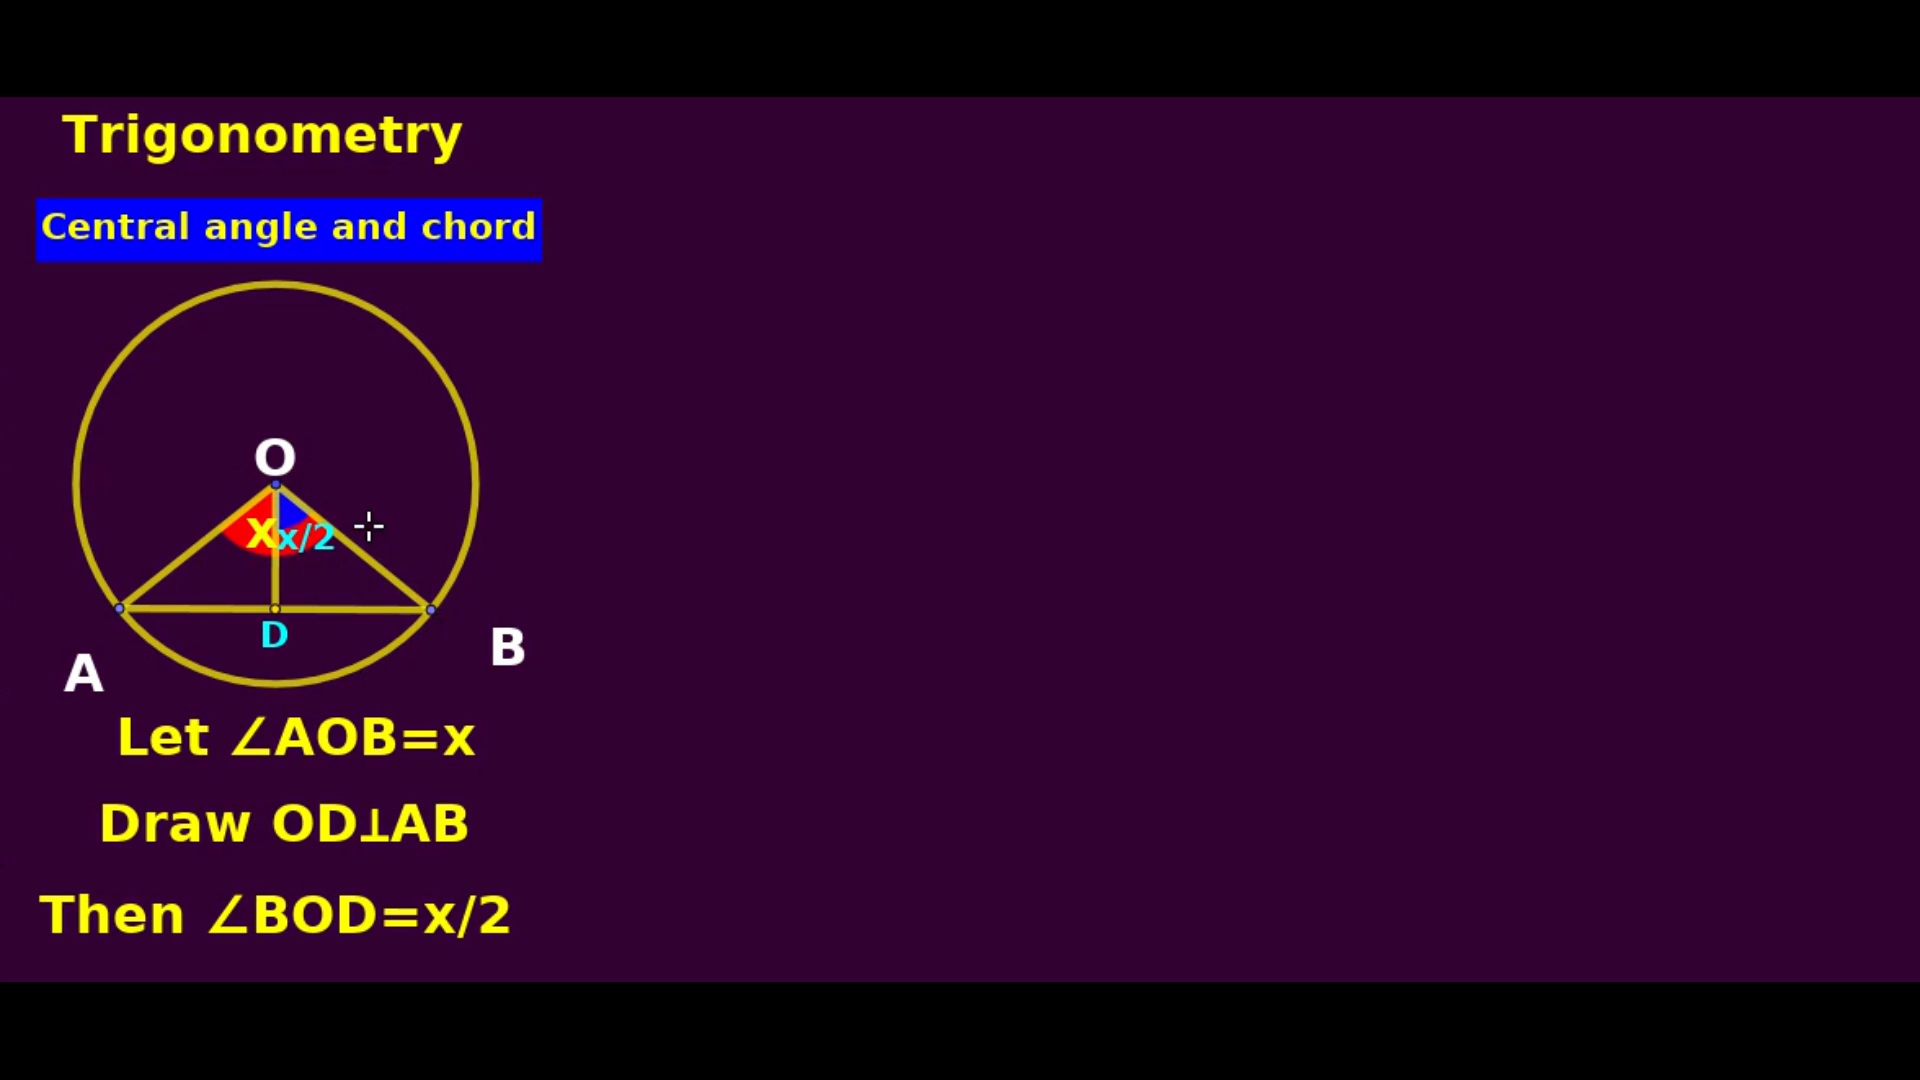 Trigonometry
Central angle and chord
O
x
x/2
D
B
A
Let ∠AOB=x
Draw OD⊥AB
Then ∠BOD=x/2